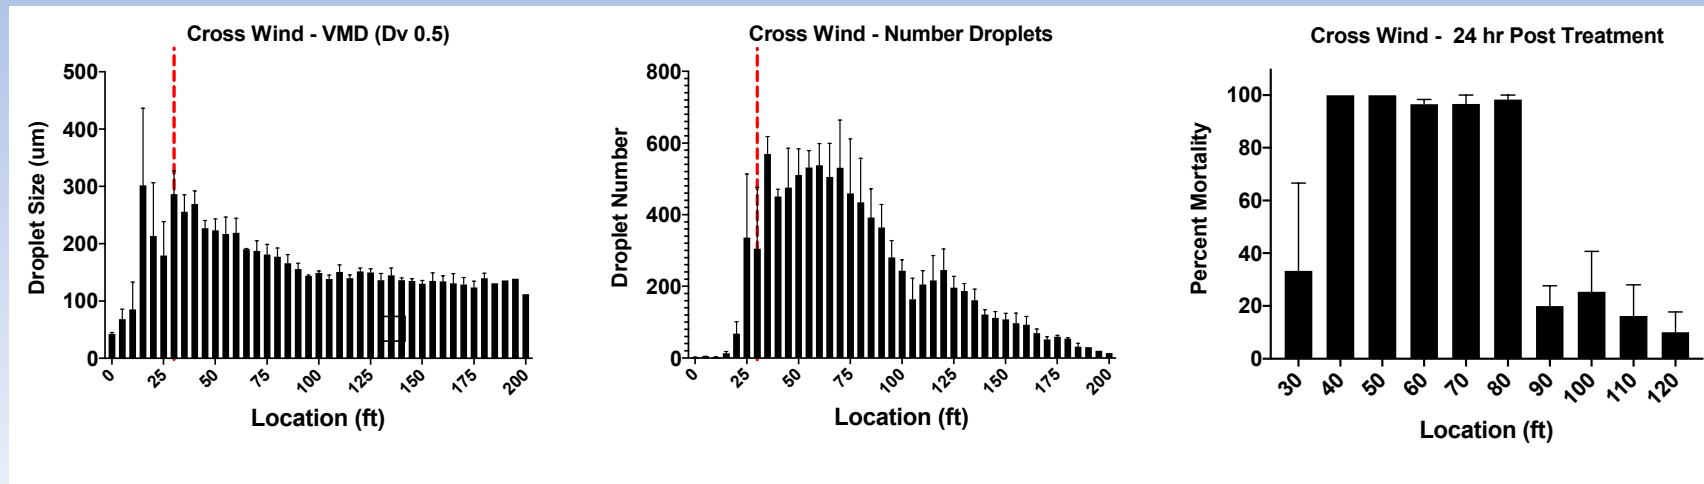 Cross Wind - VMD (Dv 0.5)
Droplet Size (um)
500
400
300
200
100
0
0 25 50 75 100 125 150 175 200
Location (ft)
Cross Wind - Number Droplets
Droplet Number
800
600
400
200
0
0 25 50 75 100 125 150 175 200
Location (ft)
Cross Wind - 24 hr Post Treatment
Percent Mortality
100
80
60
40
20
0
30 40 50 60 70 80 90 100 110 120
Location (ft)